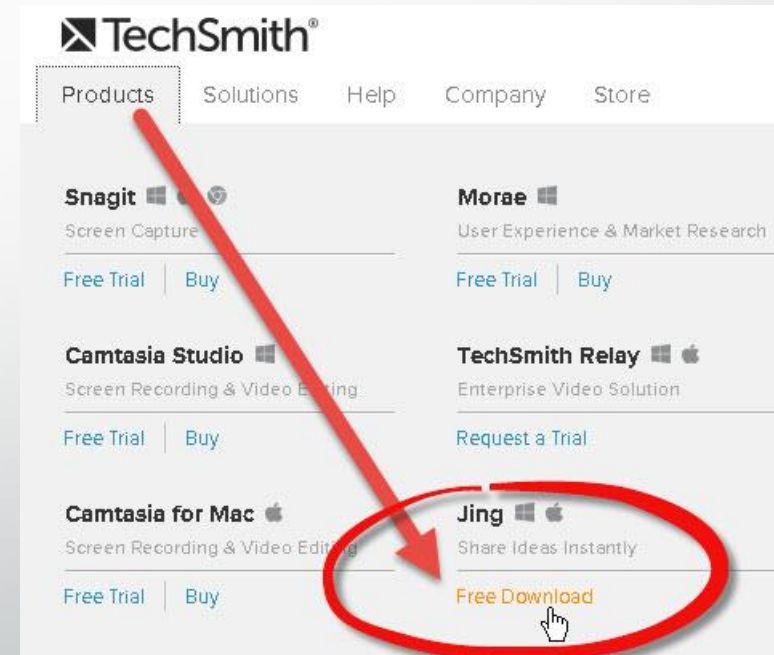 TechSmith®
Products Solutions Help Company Store
Snagit
Screen Capture
Free Trial Buy
Morae
User Experience & Market Research
Free Trial Buy
Camtasia Studio
Screen Recording & Video Editing
Free Trial Buy
TechSmith Relay
Enterprise Video Solution
Request a Trial
Camtasia for Mac
Screen Recording & Video Editing
Free Trial Buy
Jing
Share Ideas Instantly
Free Download